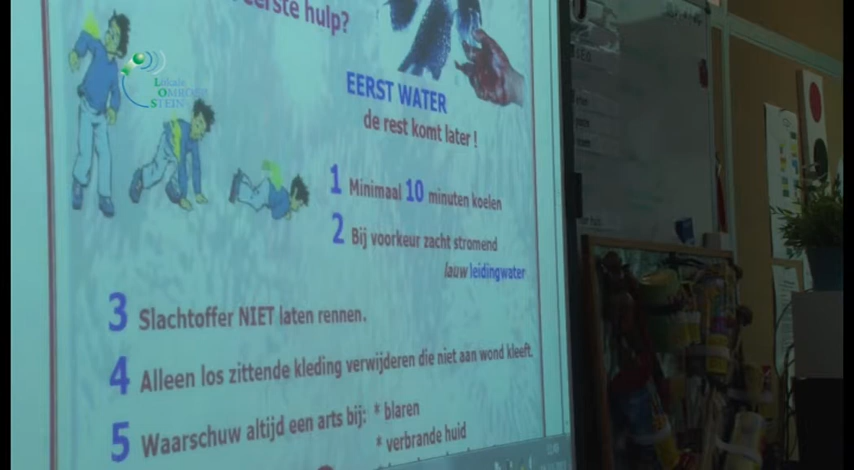 eerste hulp?
Lokale
OMROEP
STEIN
EERST WATER
de rest komt later !
1 Minimaal 10 minuten koelen
2 Bij voorkeur zacht stromend
lauw leidingwater
3 Slachtoffer NIET laten rennen.
4 Alleen los zittende kleding verwijderen die niet aan wond kleeft.
5 Waarschuw altijd een arts bij: * blaren
* verbrande huid